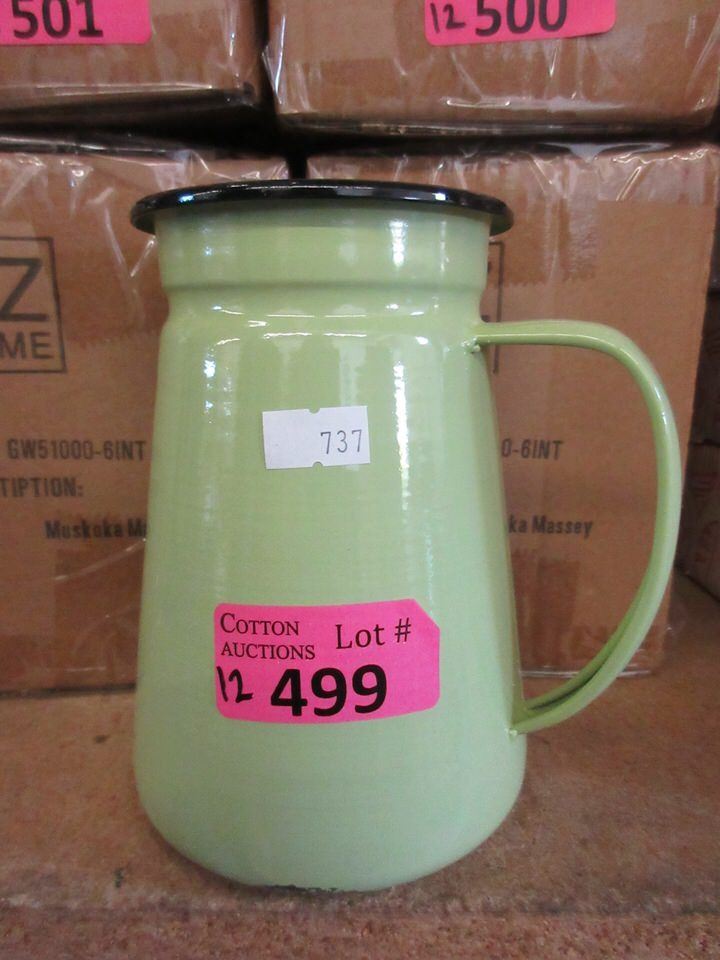 501
12 500
Z
ME
GW51000-6INT
TIPTION:
Muskoka M
0-6INT
ka Massey
737
COTTON
AUCTIONS
Lot #
12 499